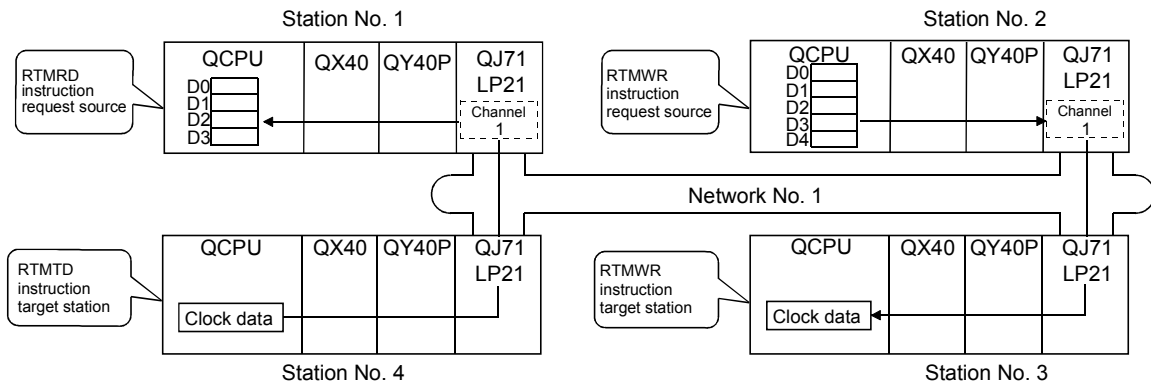 Station No. 1
RTMRD
instruction
request source
QCPU
D0
D1
D2
D3
QX40
QY40P
QJ71
LP21
Channel
1
Station No. 2
RTMWR
instruction
request source
QCPU
D0
D1
D2
D3
D4
QX40
QY40P
QJ71
LP21
Channel
1
Network No. 1
RTMTD
instruction
target station
QCPU
Clock data
QX40
QY40P
QJ71
LP21
Station No. 4
RTMWR
instruction
target station
QCPU
Clock data
QX40
QY40P
QJ71
LP21
Station No. 3